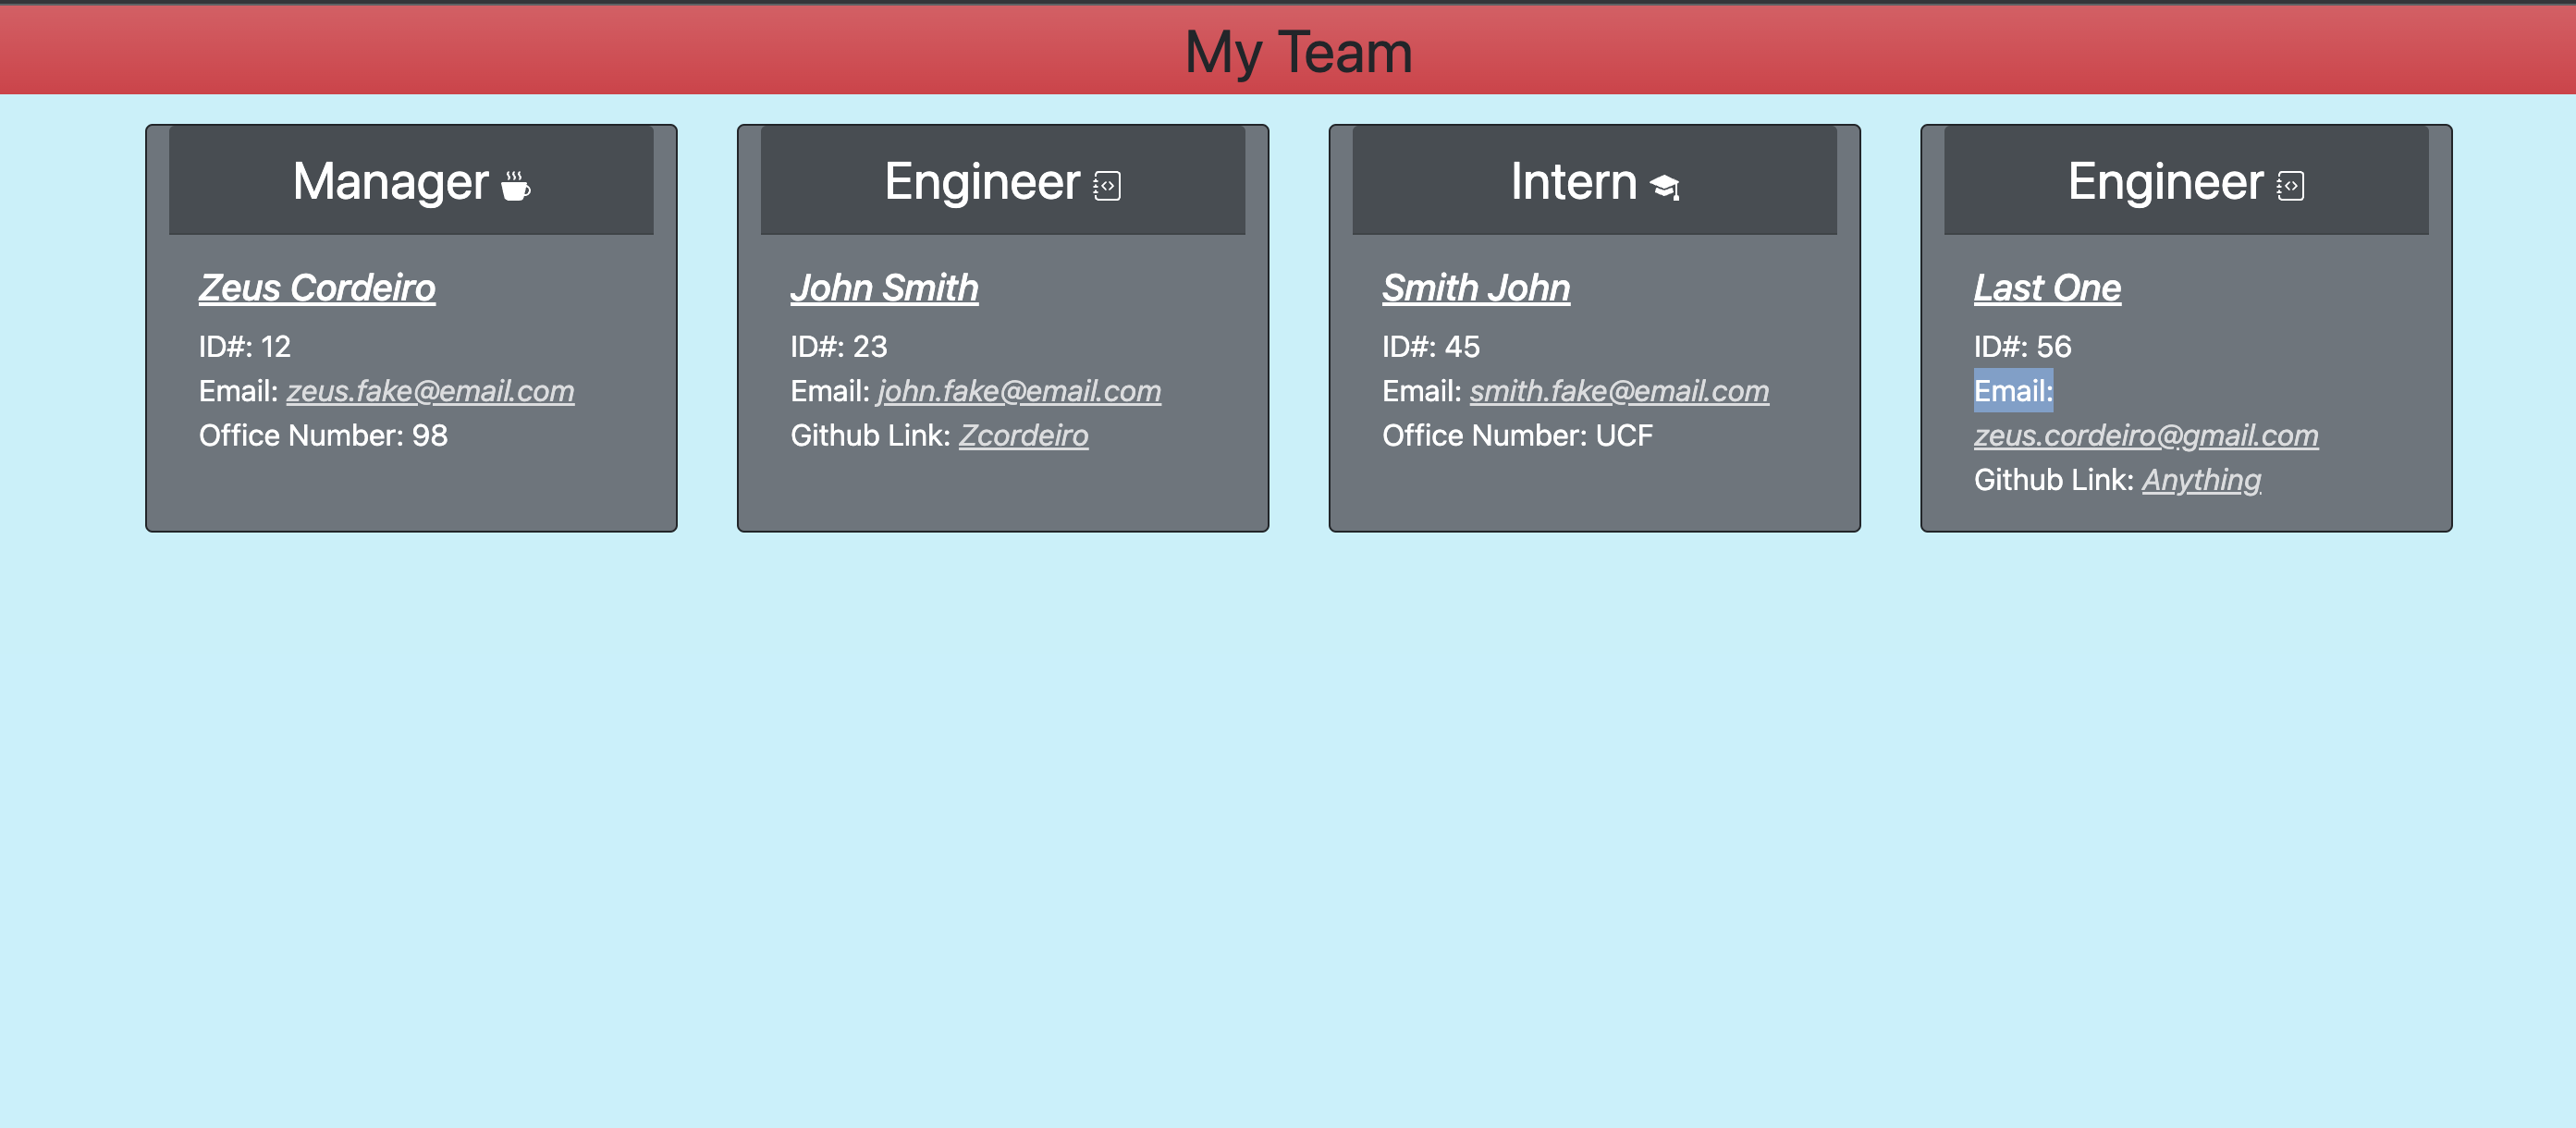 My Team
Manager
Zeus Cordeiro
ID#: 12
Email: zeus.fake@email.com
Office Number: 98
Engineer
John Smith
ID#: 23
Email: john.fake@email.com
Github Link: Zcordeiro
Intern
Smith John
ID#: 45
Email: smith.fake@email.com
Office Number: UCF
Engineer
Last One
ID#: 56
Email:
zeus.cordeiro@gmail.com
Github Link: Anything